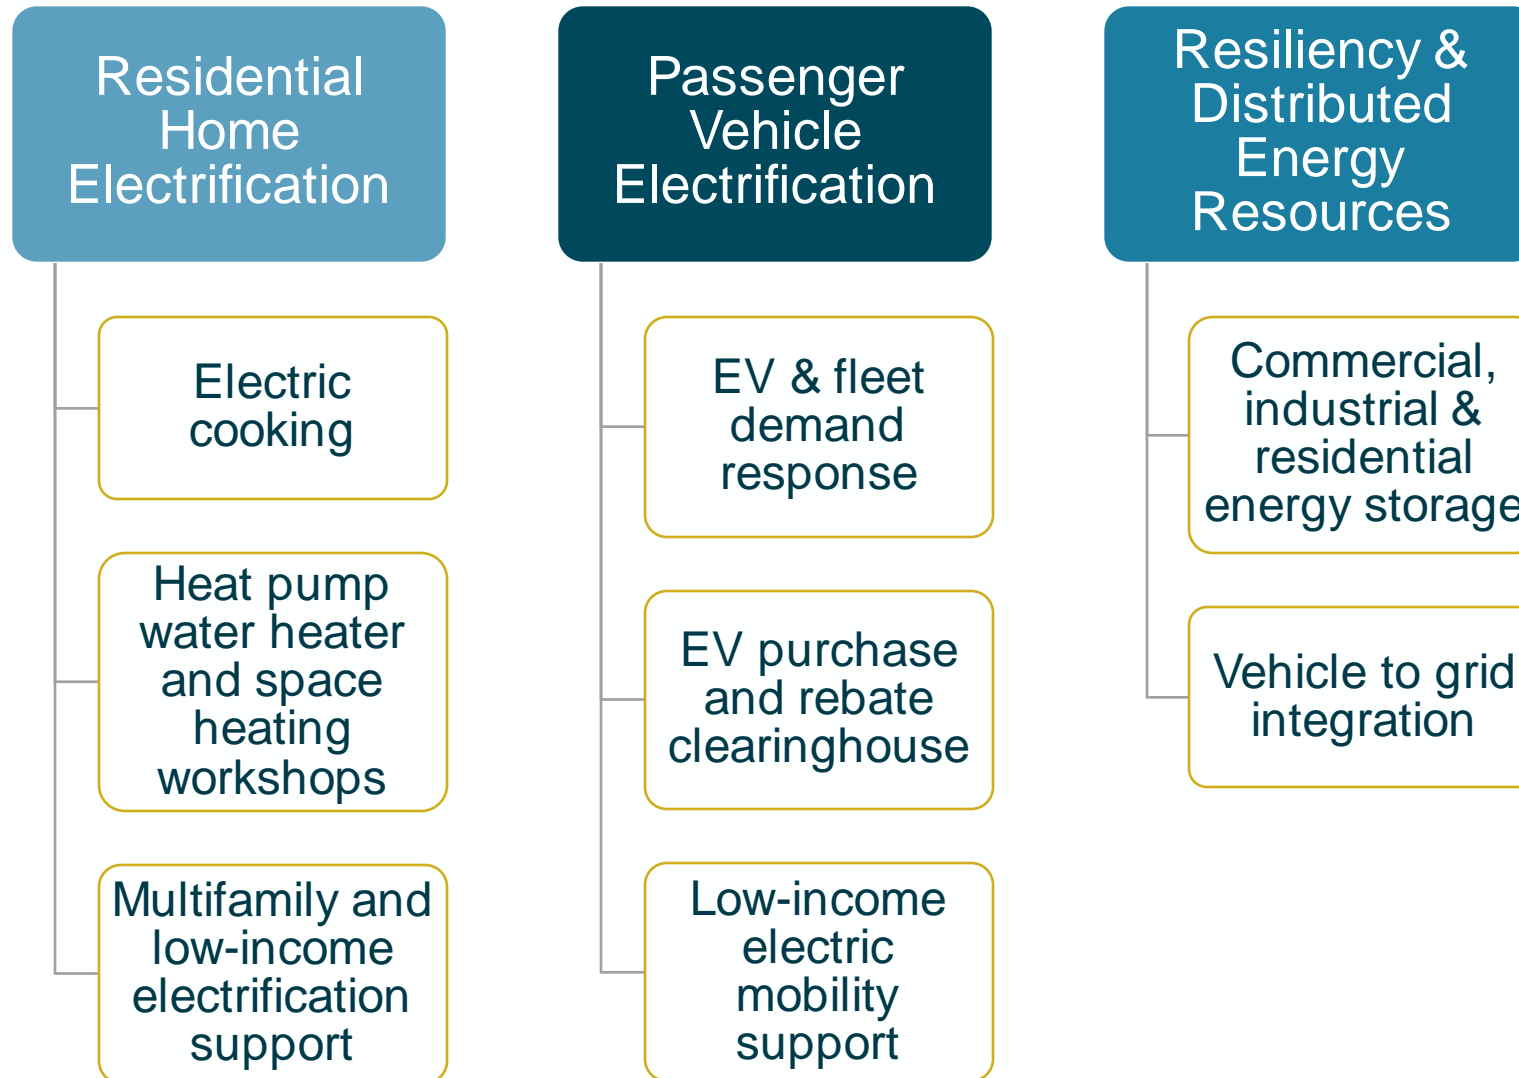 Residential
Home
Electrification
Electric
cooking
Heat pump
water heater
and space
heating
workshops
Multifamily and
low-income
electrification
support
Passenger
Vehicle
Electrification
EV & fleet
demand
response
EV purchase
and rebate
clearinghouse
Low-income
electric
mobility
support
Resiliency &
Distributed
Energy
Resources
Commercial,
industrial &
residential
energy storage
Vehicle to grid
integration